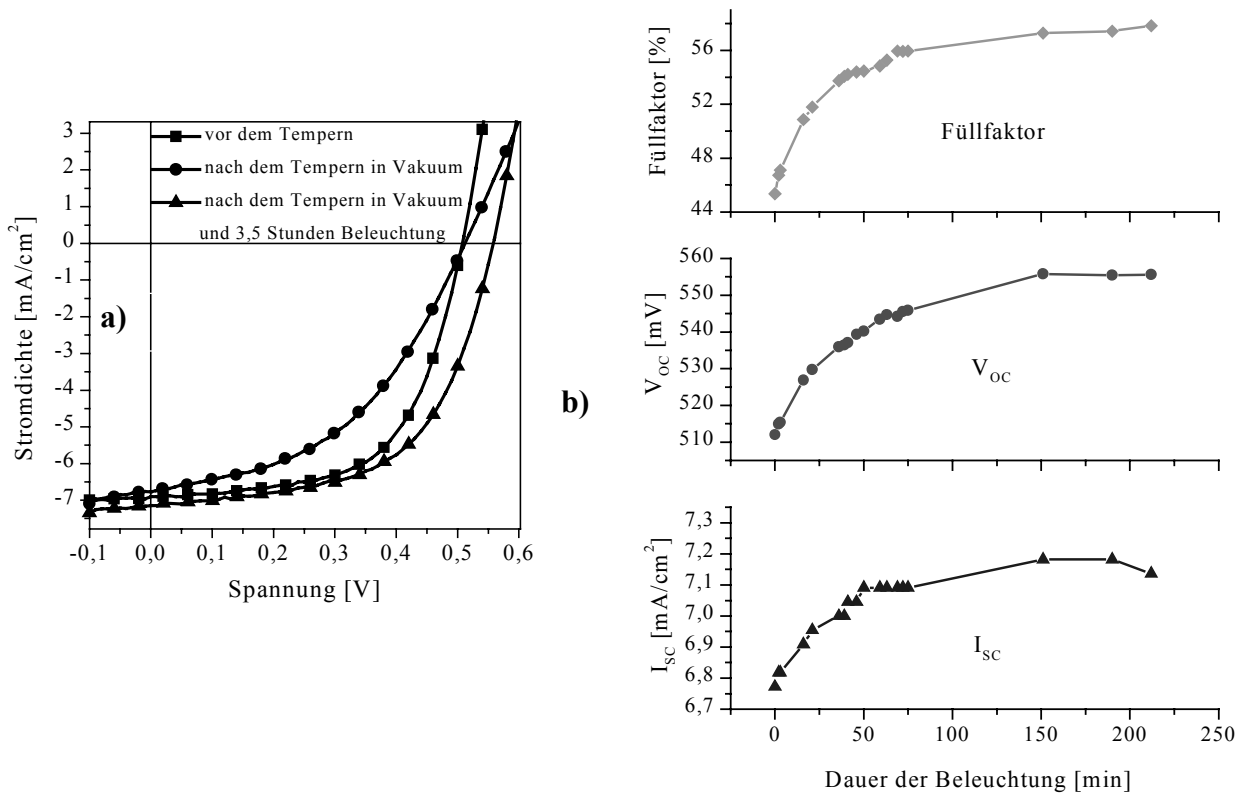 a)
Stromdichte [mA/cm²]
3
2
1
0
-1
-2
-3
-4
-5
-6
-7
vor dem Tempern
nach dem Tempern in Vakuum
nach dem Tempern in Vakuum
und 3,5 Stunden Beleuchtung
-0,1 0,0 0,1 0,2 0,3 0,4 0,5 0,6
Spannung [V]
b)
Füllfaktor [%]
56
52
48
44
Füllfaktor
V_OC [mV]
560
550
540
530
520
510
V_OC
I_SC [mA/cm²]
7,3
7,2
7,1
7,0
6,9
6,8
6,7
I_SC
0 50 100 150 200 250
Dauer der Beleuchtung [min]